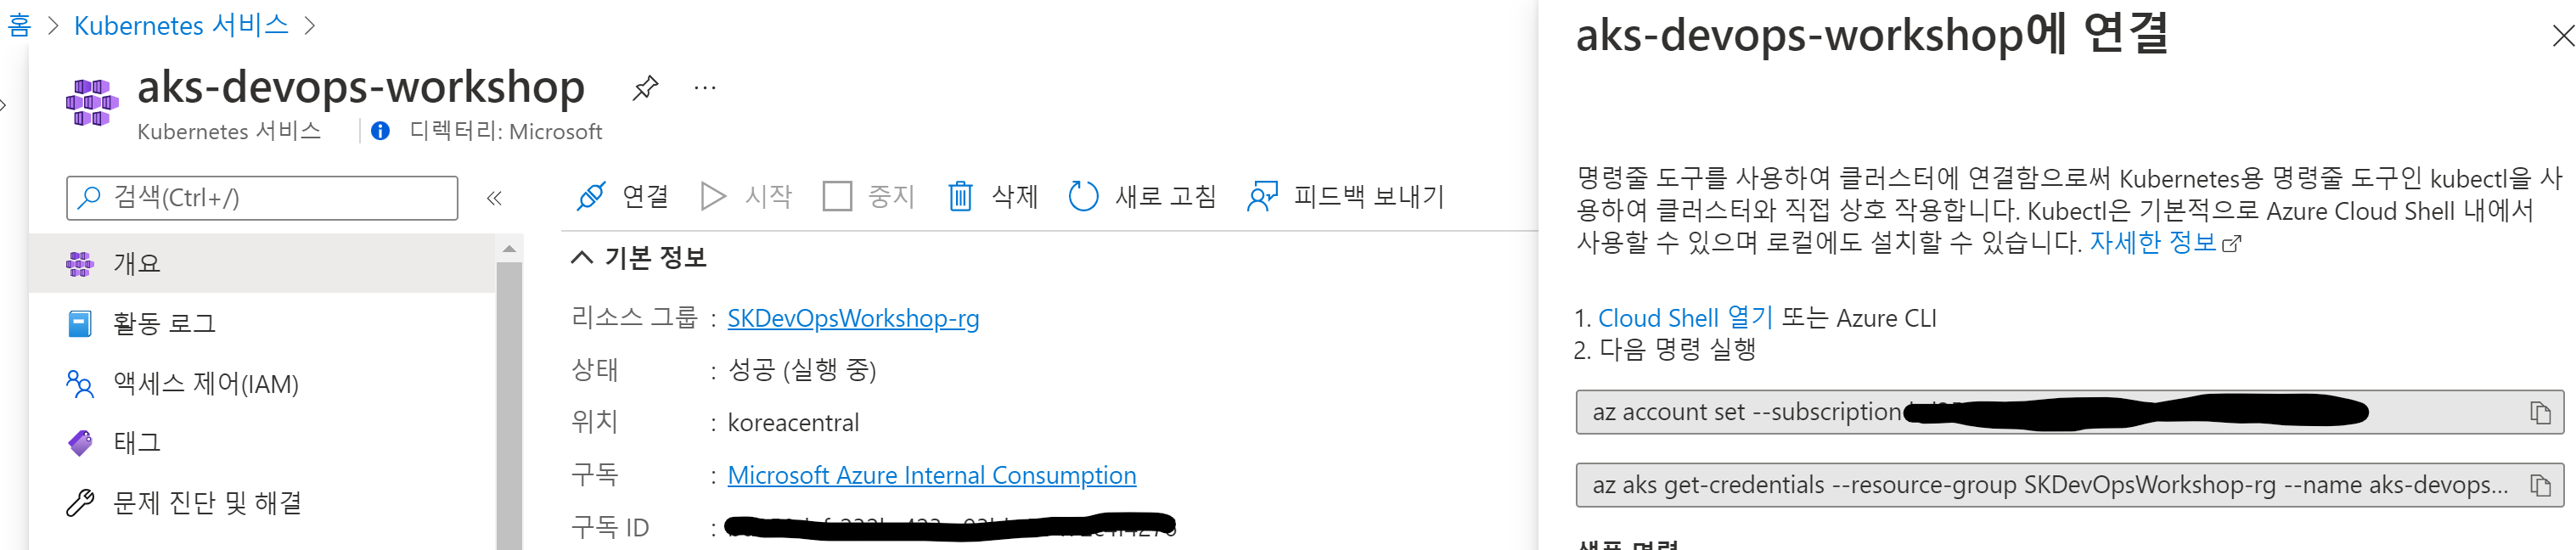 홈 > Kubernetes 서비스 >
aks-devops-workshop
Kubernetes 서비스
디렉터리: Microsoft
검색(Ctrl+/)
개요
활동 로그
액세스 제어(IAM)
태그
문제 진단 및 해결
연결 시작 중지 삭제 새로 고침 피드백 보내기
기본 정보
리소스 그룹 : SKDevOpsWorkshop-rg
상태 : 성공 (실행 중)
위치 : koreacentral
구독 : Microsoft Azure Internal Consumption
구독 ID :
aks-devops-workshop에 연결
명령줄 도구를 사용하여 클러스터에 연결함으로써 Kubernetes용 명령줄 도구인 kubectl을 사
용하여 클러스터와 직접 상호 작용합니다. Kubectl은 기본적으로 Azure Cloud Shell 내에서
사용할 수 있으며 로컬에도 설치할 수 있습니다. 자세한 정보
1. Cloud Shell 열기 또는 Azure CLI
2. 다음 명령 실행
az account set --subscription
az aks get-credentials --resource-group SKDevOpsWorkshop-rg --name aks-devops...
샘플 명령